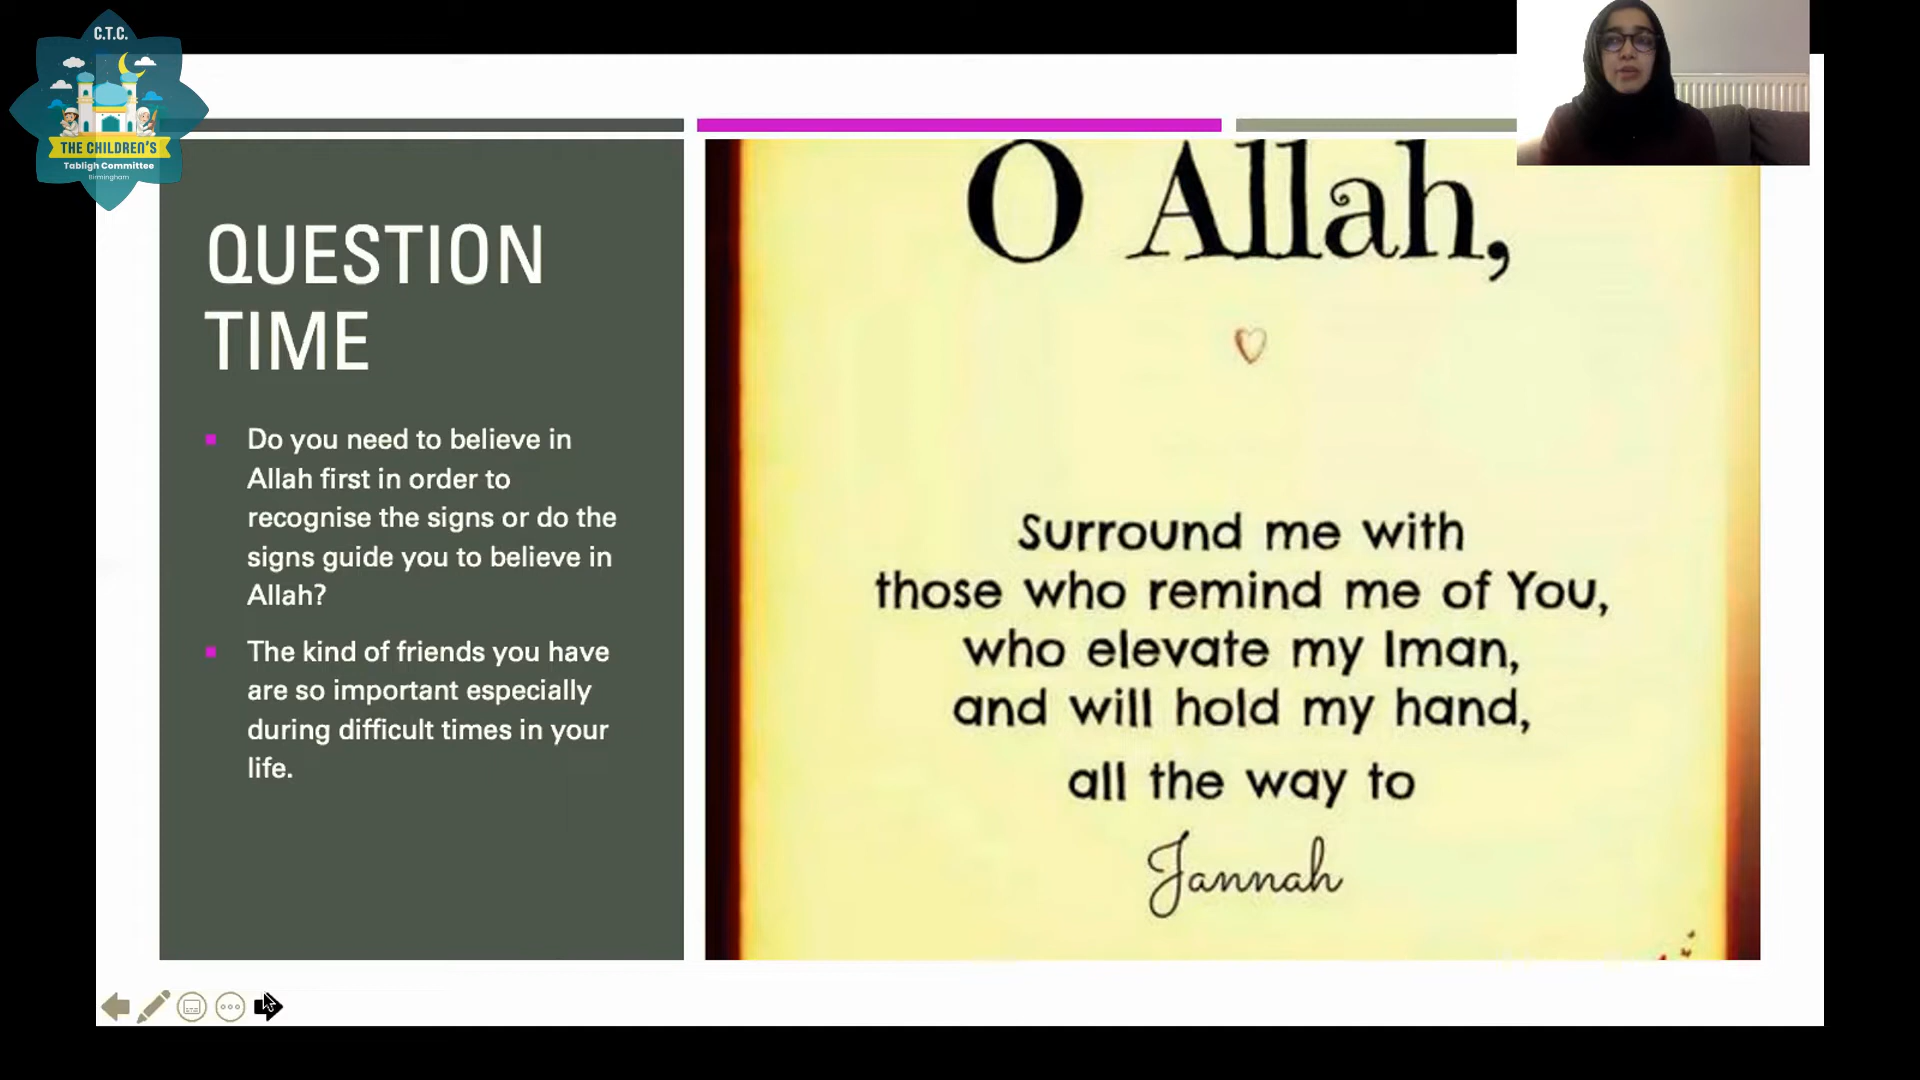 C.T.C.
THE CHILDREN'S
Tabligh Committee
Birmingham
QUESTION
TIME
Do you need to believe in
Allah first in order to
recognise the signs or do the
signs guide you to believe in
Allah?
The kind of friends you have
are so important especially
during difficult times in your
life.
O Allah,
Surround me with
those who remind me of You,
who elevate my Iman,
and will hold my hand,
all the way to
Jannah